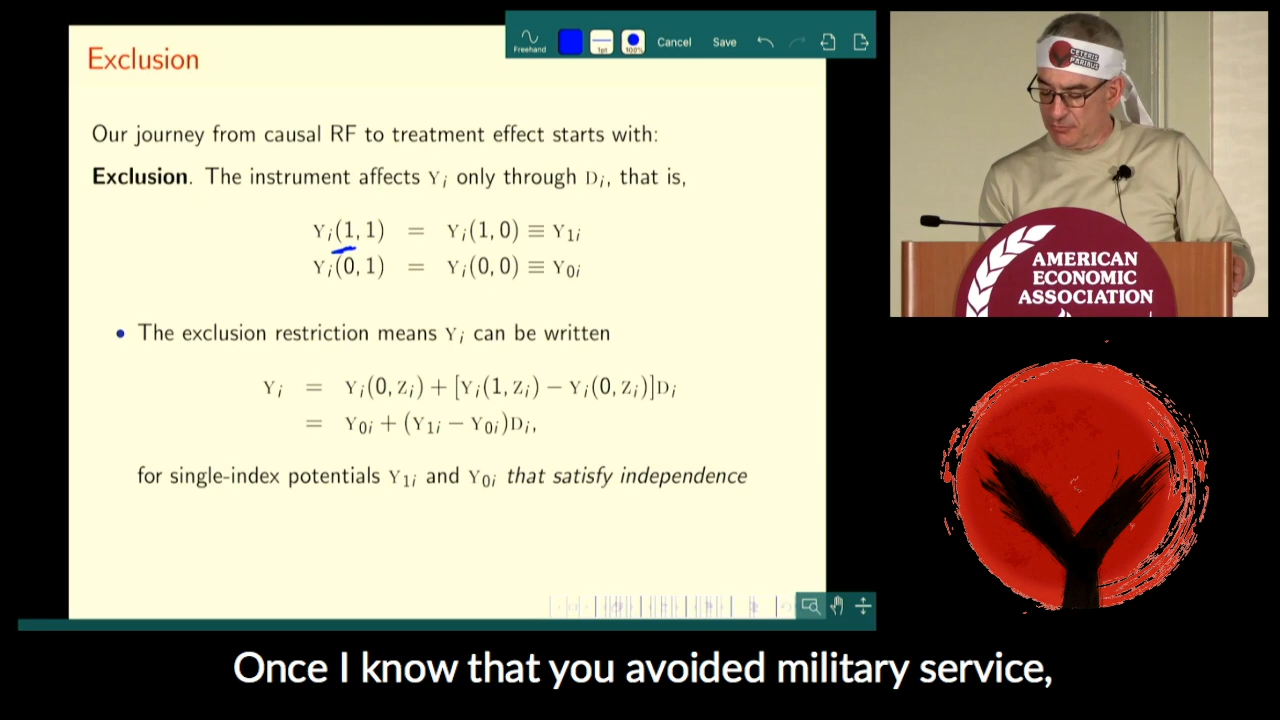 Freehand
1pt
100%
Cancel
Save
Exclusion
Our journey from causal RF to treatment effect starts with:
Exclusion. The instrument affects Yᵢ only through Dᵢ, that is,
Yᵢ(1, 1) = Yᵢ(1, 0) ≡ Y₁ᵢ
Yᵢ(0, 1) = Yᵢ(0, 0) ≡ Y₀ᵢ
• The exclusion restriction means Yᵢ can be written
Yᵢ = Yᵢ(0, Zᵢ) + [Yᵢ(1, Zᵢ) − Yᵢ(0, Zᵢ)]Dᵢ
= Y₀ᵢ + (Y₁ᵢ − Y₀ᵢ)Dᵢ,
for single-index potentials Y₁ᵢ and Y₀ᵢ that satisfy independence
CETERIS
PARIBUS
AMERICAN
ECONOMIC
ASSOCIATION
Once I know that you avoided military service,